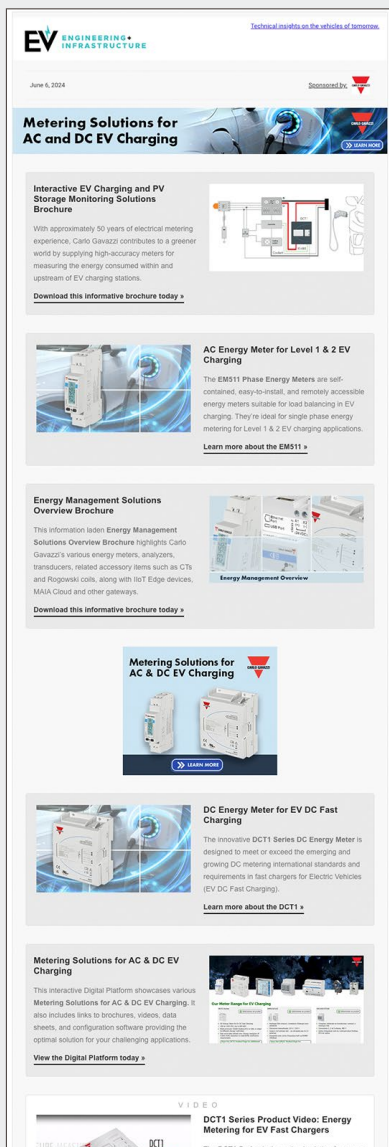 EV ENGINEERING+
INFRASTRUCTURE
Technical insights on the vehicles of tomorrow.
June 6, 2024
Sponsored by:
CARLO GAVAZZI
Metering Solutions for
AC and DC EV Charging
CARLO GAVAZZI
LEARN MORE
Interactive EV Charging and PV
Storage Monitoring Solutions
Brochure
With approximately 50 years of electrical metering
experience, Carlo Gavazzi contributes to a greener
world by supplying high-accuracy meters for
measuring the energy consumed within and
upstream of EV charging stations.
Download this informative brochure today »
DCT1
AC Energy Meter for Level 1 & 2 EV
Charging
The EM511 Phase Energy Meters are self-
contained, easy-to-install, and remotely accessible
energy meters suitable for load balancing in EV
charging. They're ideal for single phase energy
metering for Level 1 & 2 EV charging applications.
Learn more about the EM511 »
Energy Management Solutions
Overview Brochure
This information laden Energy Management
Solutions Overview Brochure highlights Carlo
Gavazzi's various energy meters, analyzers,
transducers, related accessory items such as CTs
and Rogowski coils, along with IIoT Edge devices,
MAIA Cloud and other gateways.
Download this informative brochure today »
Energy Management Overview
Metering Solutions for
AC & DC EV Charging
CARLO GAVAZZI
LEARN MORE
DC Energy Meter for EV DC Fast
Charging
The innovative DCT1 Series DC Energy Meter is
designed to meet or exceed the emerging and
growing DC metering international standards and
requirements in fast chargers for Electric Vehicles
(EV DC Fast Charging).
Learn more about the DCT1 »
Metering Solutions for AC & DC EV
Charging
This interactive Digital Platform showcases various
Metering Solutions for AC & DC EV Charging. It
also includes links to brochures, videos, data
sheets, and configuration software providing the
optimal solution for your challenging applications.
View the Digital Platform today »
Our Meter Range for EV Charging
VIDEO
DCT1 Series Product Video: Energy
Metering for EV Fast Chargers
DCT1